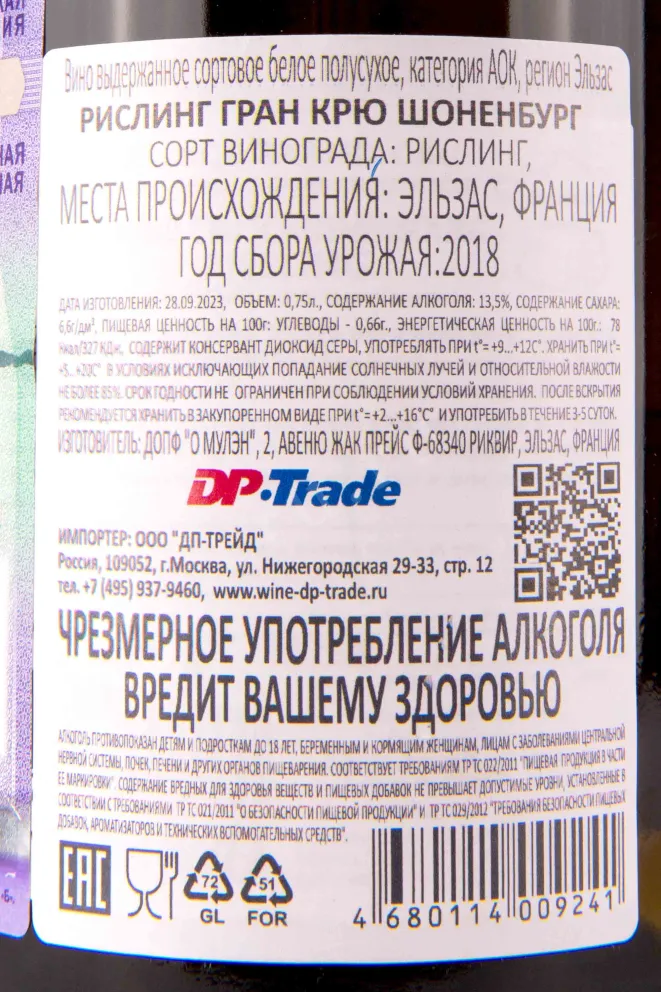 Вино выдержанное сортовое белое полусухое, категория АОК, регион Эльзас
РИСЛИНГ ГРАН КРЮ ШОНЕНБУРГ
СОРТ ВИНОГРАДА: РИСЛИНГ,
МЕСТА ПРОИСХОЖДЕНИЯ: ЭЛЬЗАС, ФРАНЦИЯ
ГОД СБОРА УРОЖАЯ:2018
ДАТА ИЗГОТОВЛЕНИЯ: 28.09.2023, ОБЪЕМ: 0,75л., СОДЕРЖАНИЕ АЛКОГОЛЯ: 13,5%, СОДЕРЖАНИЕ САХАРА:
6,6г/дм³, ПИЩЕВАЯ ЦЕННОСТЬ НА 100г: УГЛЕВОДЫ - 0,66г., ЭНЕРГЕТИЧЕСКАЯ ЦЕННОСТЬ НА 100г.: 78
Ккал/327 КДж, СОДЕРЖИТ КОНСЕРВАНТ ДИОКСИД СЕРЫ, УПОТРЕБЛЯТЬ ПРИ t°= +9...+12C°. ХРАНИТЬ ПРИ t°=
+5... +20C° В УСЛОВИЯХ ИСКЛЮЧАЮЩИХ ПОПАДАНИЕ СОЛНЕЧНЫХ ЛУЧЕЙ И ОТНОСИТЕЛЬНОЙ ВЛАЖНОСТИ
НЕ БОЛЕЕ 85%. СРОК ГОДНОСТИ НЕ ОГРАНИЧЕН ПРИ СОБЛЮДЕНИИ УСЛОВИЙ ХРАНЕНИЯ. ПОСЛЕ ВСКРЫТИЯ
РЕКОМЕНДУЕТСЯ ХРАНИТЬ В ЗАКУПОРЕННОМ ВИДЕ ПРИ t°=+2...+16°C° И УПОТРЕБИТЬ В ТЕЧЕНИЕ 3-5 СУТОК.
ИЗГОТОВИТЕЛЬ: ДОПФ "О МУЛЭН", 2, АВЕНЮ ЖАК ПРЕЙС Ф-68340 РИКВИР, ЭЛЬЗАС, ФРАНЦИЯ
DP·Trade
ИМПОРТЕР: ООО "ДП-ТРЕЙД"
Россия, 109052, г.Москва, ул. Нижегородская 29-33, стр. 12
тел. +7 (495) 937-9460, www.wine-dp-trade.ru
ЧРЕЗМЕРНОЕ УПОТРЕБЛЕНИЕ АЛКОГОЛЯ
ВРЕДИТ ВАШЕМУ ЗДОРОВЬЮ
АЛКОГОЛЬ ПРОТИВОПОКАЗАН ДЕТЯМ И ПОДРОСТКАМ ДО 18 ЛЕТ, БЕРЕМЕННЫМ И КОРМЯЩИМ ЖЕНЩИНАМ, ЛИЦАМ С ЗАБОЛЕВАНИЯМИ ЦЕНТРАЛЬНОЙ
НЕРВНОЙ СИСТЕМЫ, ПОЧЕК, ПЕЧЕНИ И ДРУГИХ ОРГАНОВ ПИЩЕВАРЕНИЯ. СООТВЕТСТВУЕТ ТРЕБОВАНИЯМ ТР ТС 022/2011 "ПИЩЕВАЯ ПРОДУКЦИЯ В ЧАСТИ
ЕЕ МАРКИРОВКИ". СОДЕРЖАНИЕ ВРЕДНЫХ ДЛЯ ЗДОРОВЬЯ ВЕЩЕСТВ И ПИЩЕВЫХ ДОБАВОК НЕ ПРЕВЫШАЕТ ДОПУСТИМЫЕ УРОВНИ, УСТАНОВЛЕННЫЕ В
СООТВЕТСТВИИ С ТРЕБОВАНИЯМИ ТР ТС 021/2011 "О БЕЗОПАСНОСТИ ПИЩЕВОЙ ПРОДУКЦИИ" И ТР ТС 029/2012 "ТРЕБОВАНИЯ БЕЗОПАСНОСТИ ПИЩЕВЫХ
ДОБАВОК, АРОМАТИЗАТОРОВ И ТЕХНИЧЕСКИХ ВСПОМОГАТЕЛЬНЫХ СРЕДСТВ".
EAC
72
GL
51
FOR
4 680114 009241